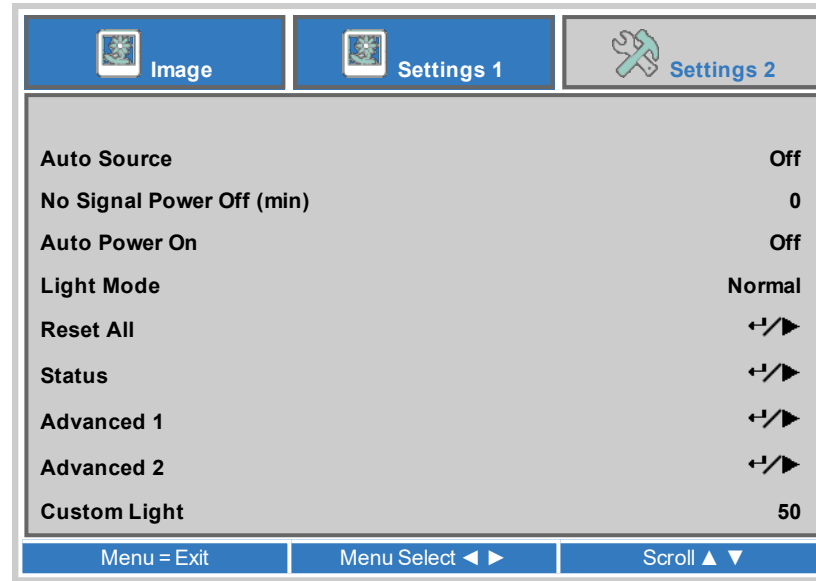 Image Settings 1 Settings 2
Auto Source Off
No Signal Power Off (min) 0
Auto Power On Off
Light Mode Normal
Reset All ↵/►
Status ↵/►
Advanced 1 ↵/►
Advanced 2 ↵/►
Custom Light 50
Menu = Exit Menu Select ◄ ► Scroll ▲ ▼